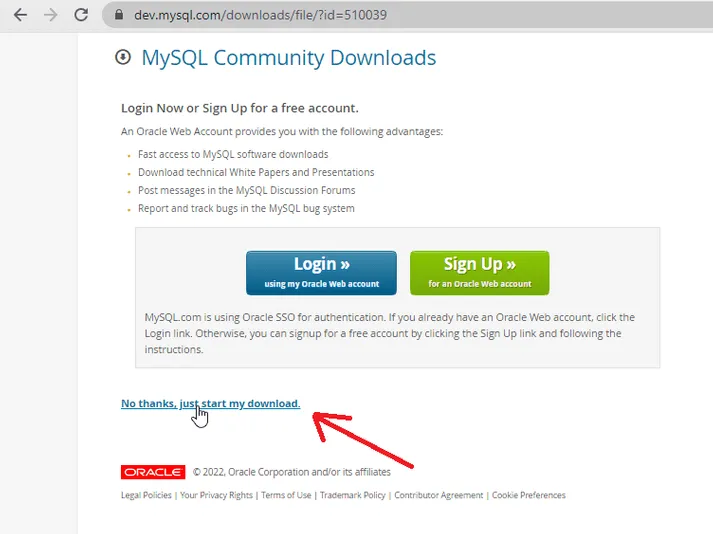 dev.mysql.com/downloads/file/?id=510039
MySQL Community Downloads
Login Now or Sign Up for a free account.
An Oracle Web Account provides you with the following advantages:
Fast access to MySQL software downloads
Download technical White Papers and Presentations
Post messages in the MySQL Discussion Forums
Report and track bugs in the MySQL bug system
Login »
using my Oracle Web account
Sign Up »
for an Oracle Web account
MySQL.com is using Oracle SSO for authentication. If you already have an Oracle Web account, click the
Login link. Otherwise, you can signup for a free account by clicking the Sign Up link and following the
instructions.
No thanks, just start my download.
ORACLE © 2022, Oracle Corporation and/or its affiliates
Legal Policies | Your Privacy Rights | Terms of Use | Trademark Policy | Contributor Agreement | Cookie Preferences